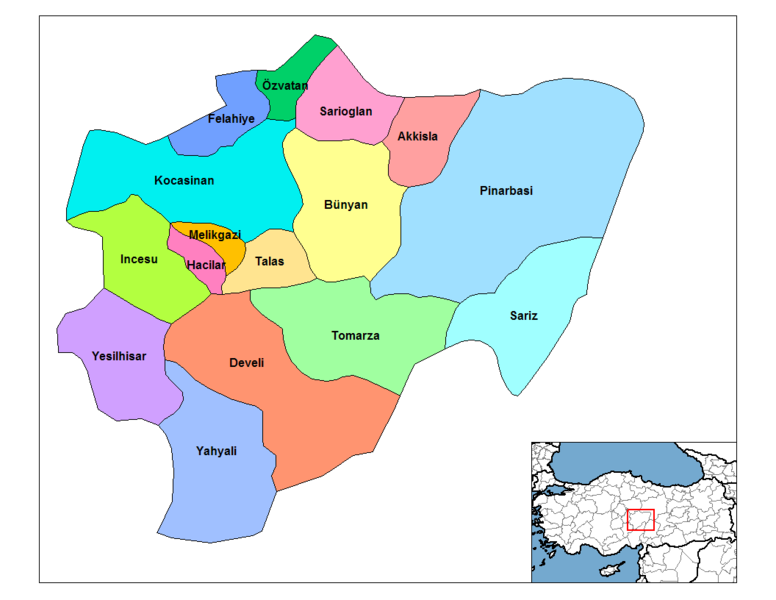 Özvatan
Sarioglan
Felahiye
Akkisla
Kocasinan
Pinarbasi
Bünyan
Melikgazi
Incesu
Hacilar
Talas
Sariz
Tomarza
Yesilhisar
Develi
Yahyali